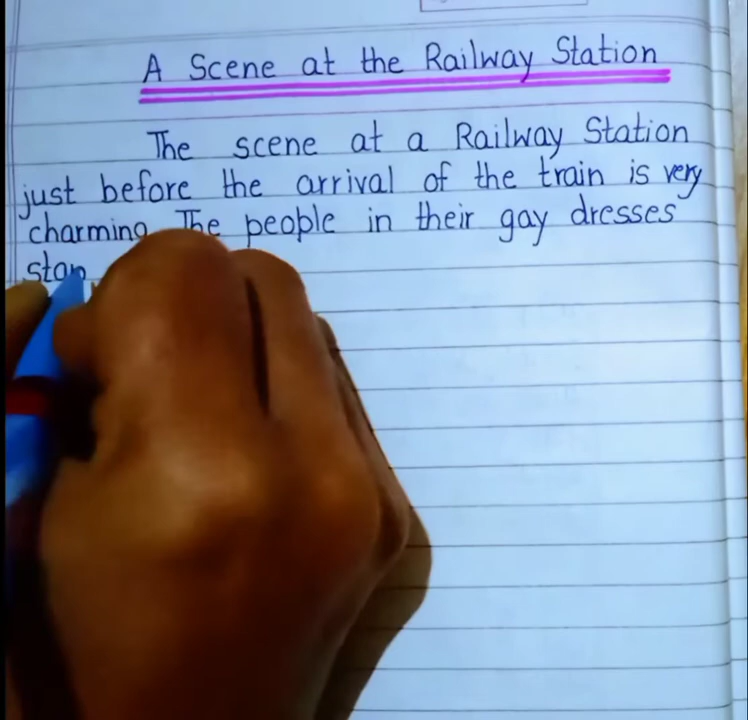 A Scene at the Railway Station
The scene at a Railway Station
just before the arrival of the train is very
charming The people in their gay dresses
stan